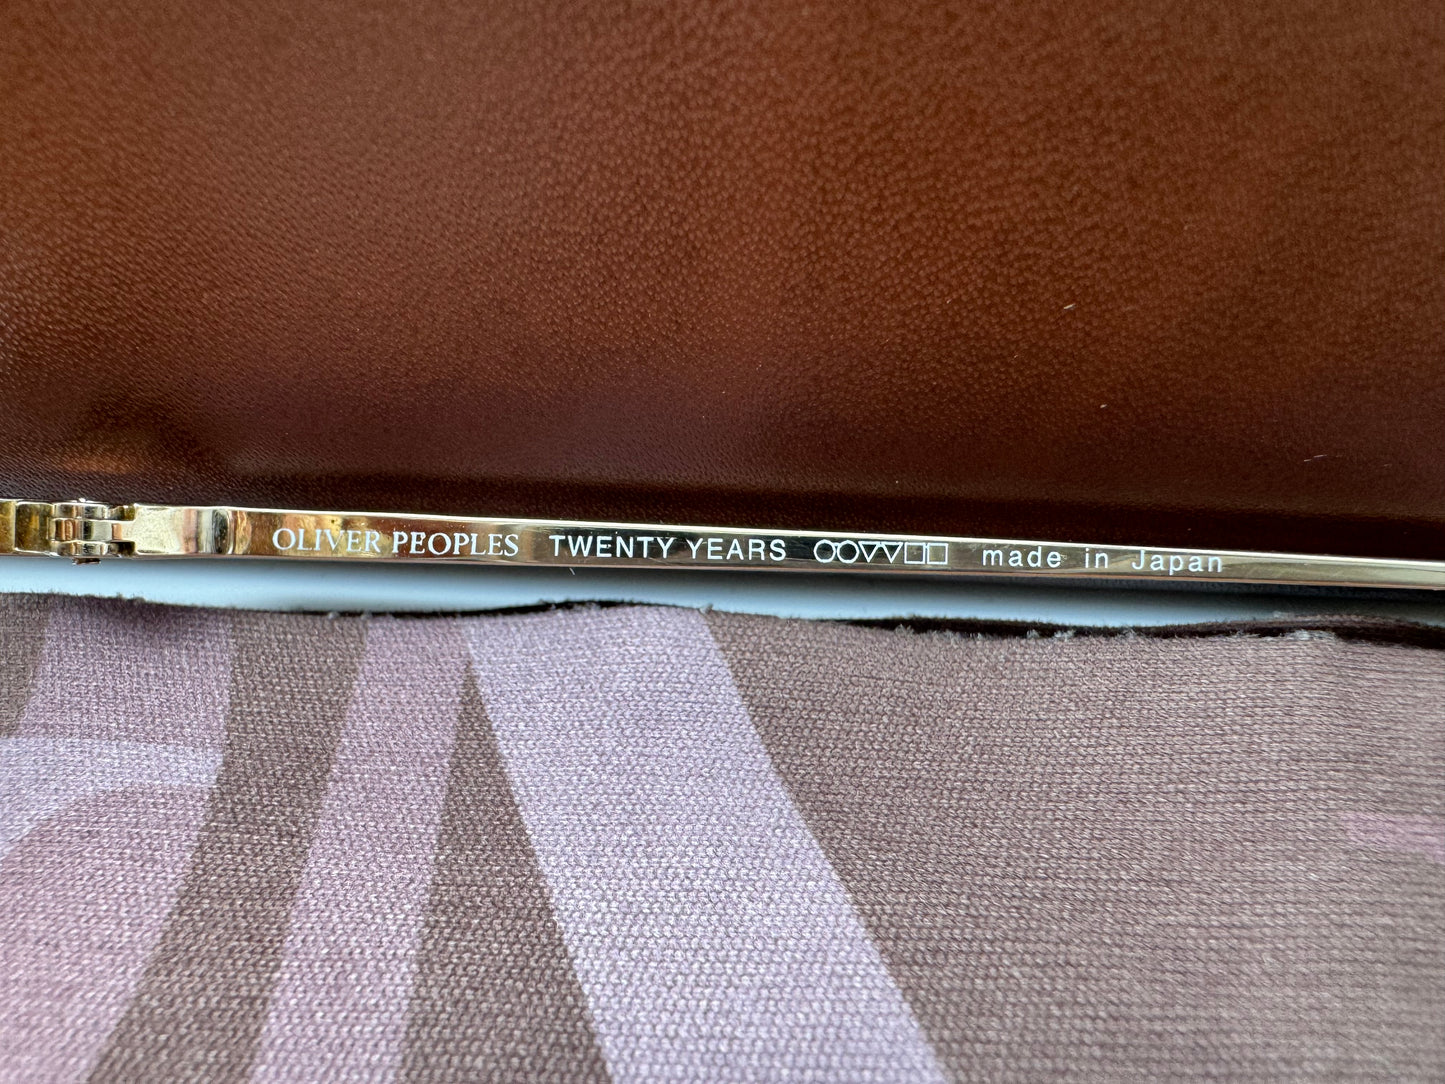 OLIVER PEOPLES TWENTY YEARS ○○▽▽□□ made in Japan